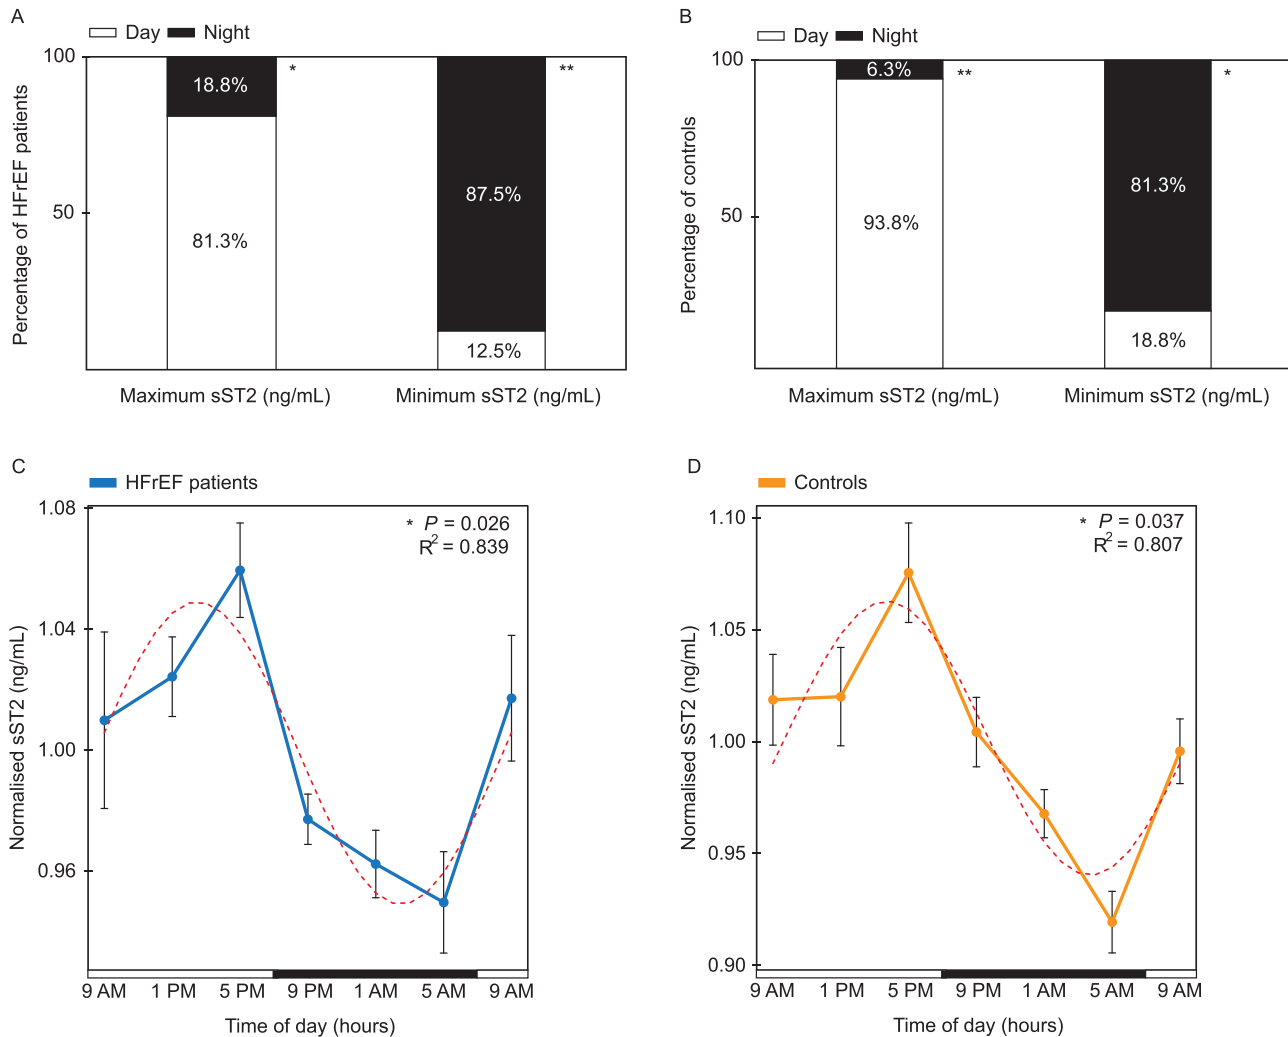 A
Day Night
100
50
Percentage of HFrEF patients
18.8%
81.3%
*
87.5%
12.5%
**
Maximum sST2 (ng/mL) Minimum sST2 (ng/mL)
B
Day Night
100
50
Percentage of controls
6.3%
93.8%
**
81.3%
18.8%
*
Maximum sST2 (ng/mL) Minimum sST2 (ng/mL)
C
HFrEF patients
1.08
1.04
1.00
0.96
Normalised sST2 (ng/mL)
* P = 0.026
R2 = 0.839
9 AM 1 PM 5 PM 9 PM 1 AM 5 AM 9 AM
Time of day (hours)
D
Controls
1.10
1.05
1.00
0.95
0.90
Normalised sST2 (ng/mL)
* P = 0.037
R2 = 0.807
9 AM 1 PM 5 PM 9 PM 1 AM 5 AM 9 AM
Time of day (hours)